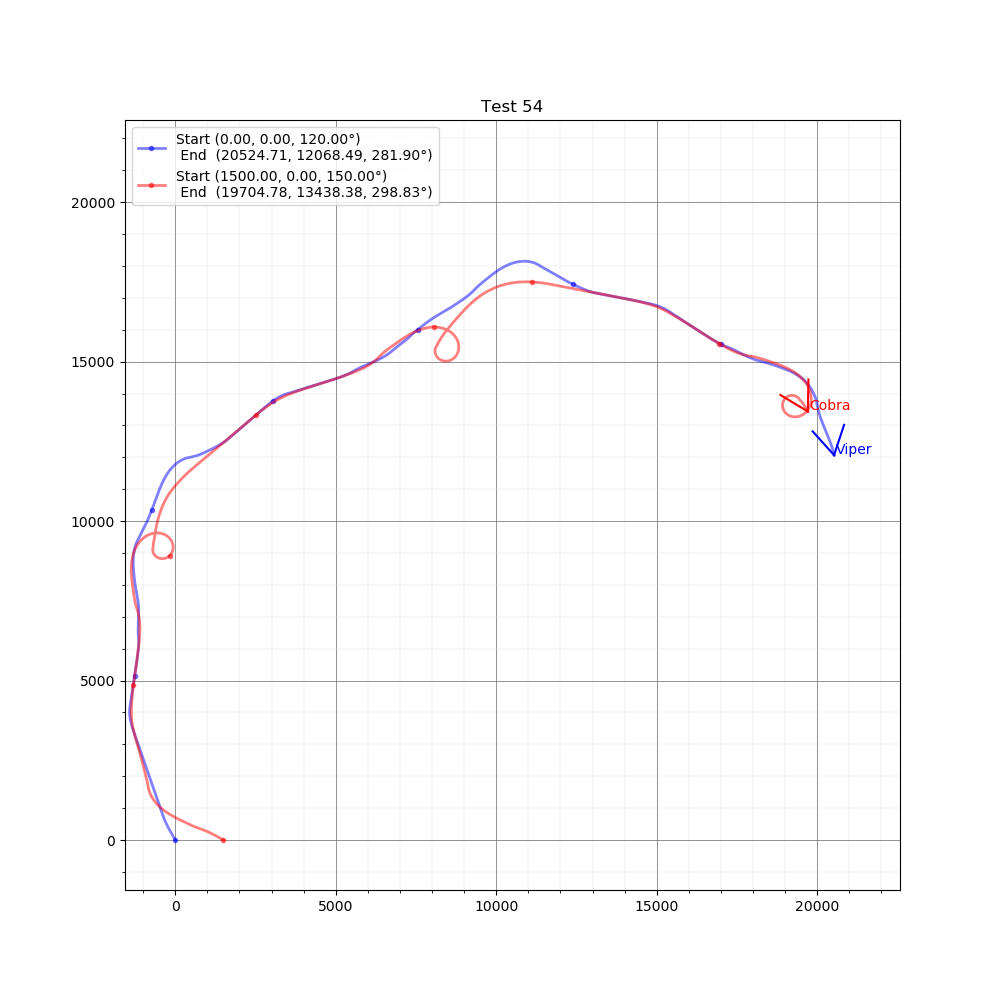 Test 54
Start (0.00, 0.00, 120.00°)
End  (20524.71, 12068.49, 281.90°)
Start (1500.00, 0.00, 150.00°)
End  (19704.78, 13438.38, 298.83°)
20000
15000
Cobra
Viper
10000
5000
0
0 5000 10000 15000 20000